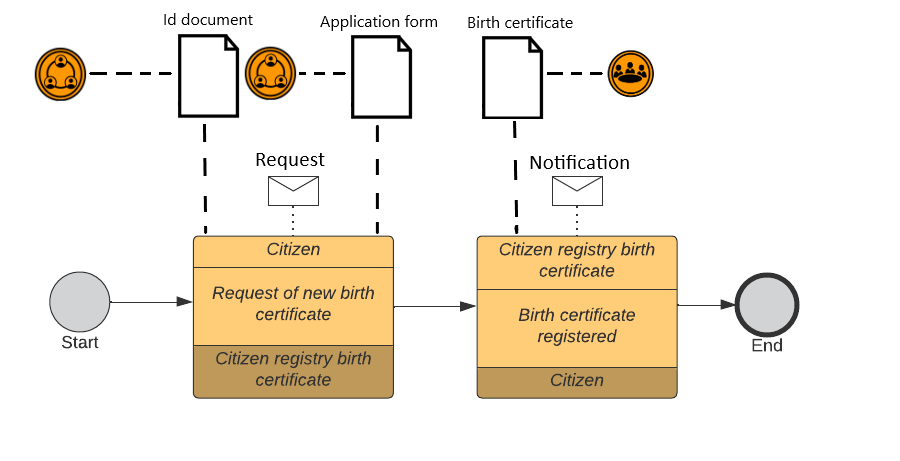 Id document
Application form
Birth certificate
Request
Notification
Citizen
Request of new birth
certificate
Citizen registry birth
certificate
Citizen registry birth
certificate
Birth certificate
registered
Citizen
Start
End